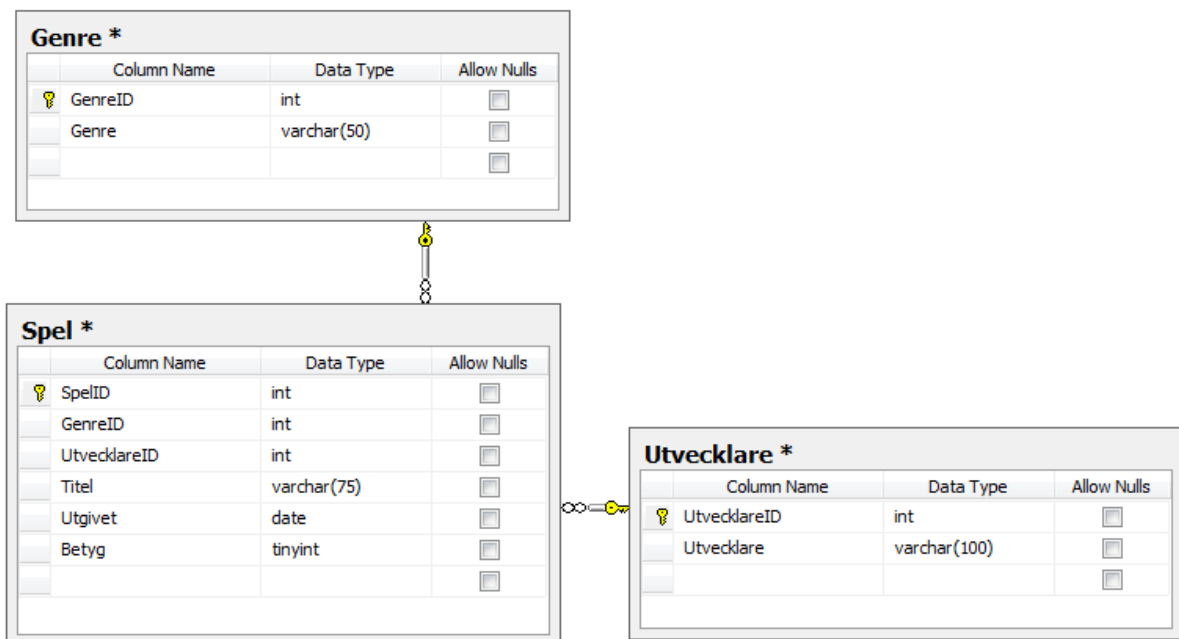 Genre *
Column Name Data Type Allow Nulls
GenreID int
Genre varchar(50)
Spel *
Column Name Data Type Allow Nulls
SpelID int
GenreID int
UtvecklareID int
Titel varchar(75)
Utgivet date
Betyg tinyint
Utvecklare *
Column Name Data Type Allow Nulls
UtvecklareID int
Utvecklare varchar(100)